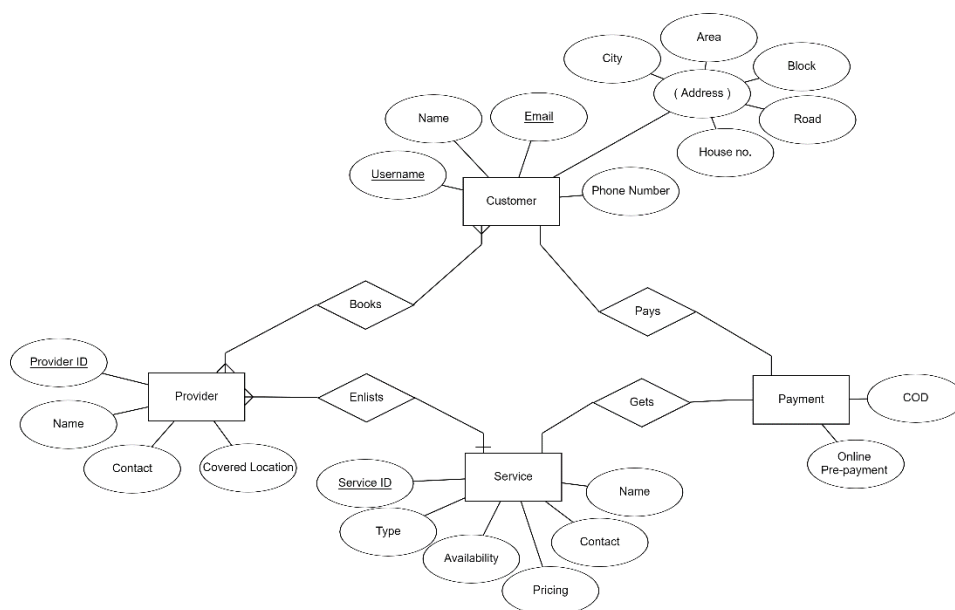 Area
City
Block
( Address )
Road
House no.
Email
Name
Username
Phone Number
Customer
Books
Pays
Provider ID
Provider
Enlists
Gets
Payment
COD
Name
Contact
Covered Location
Online
Pre-payment
Service ID
Service
Name
Type
Availability
Contact
Pricing